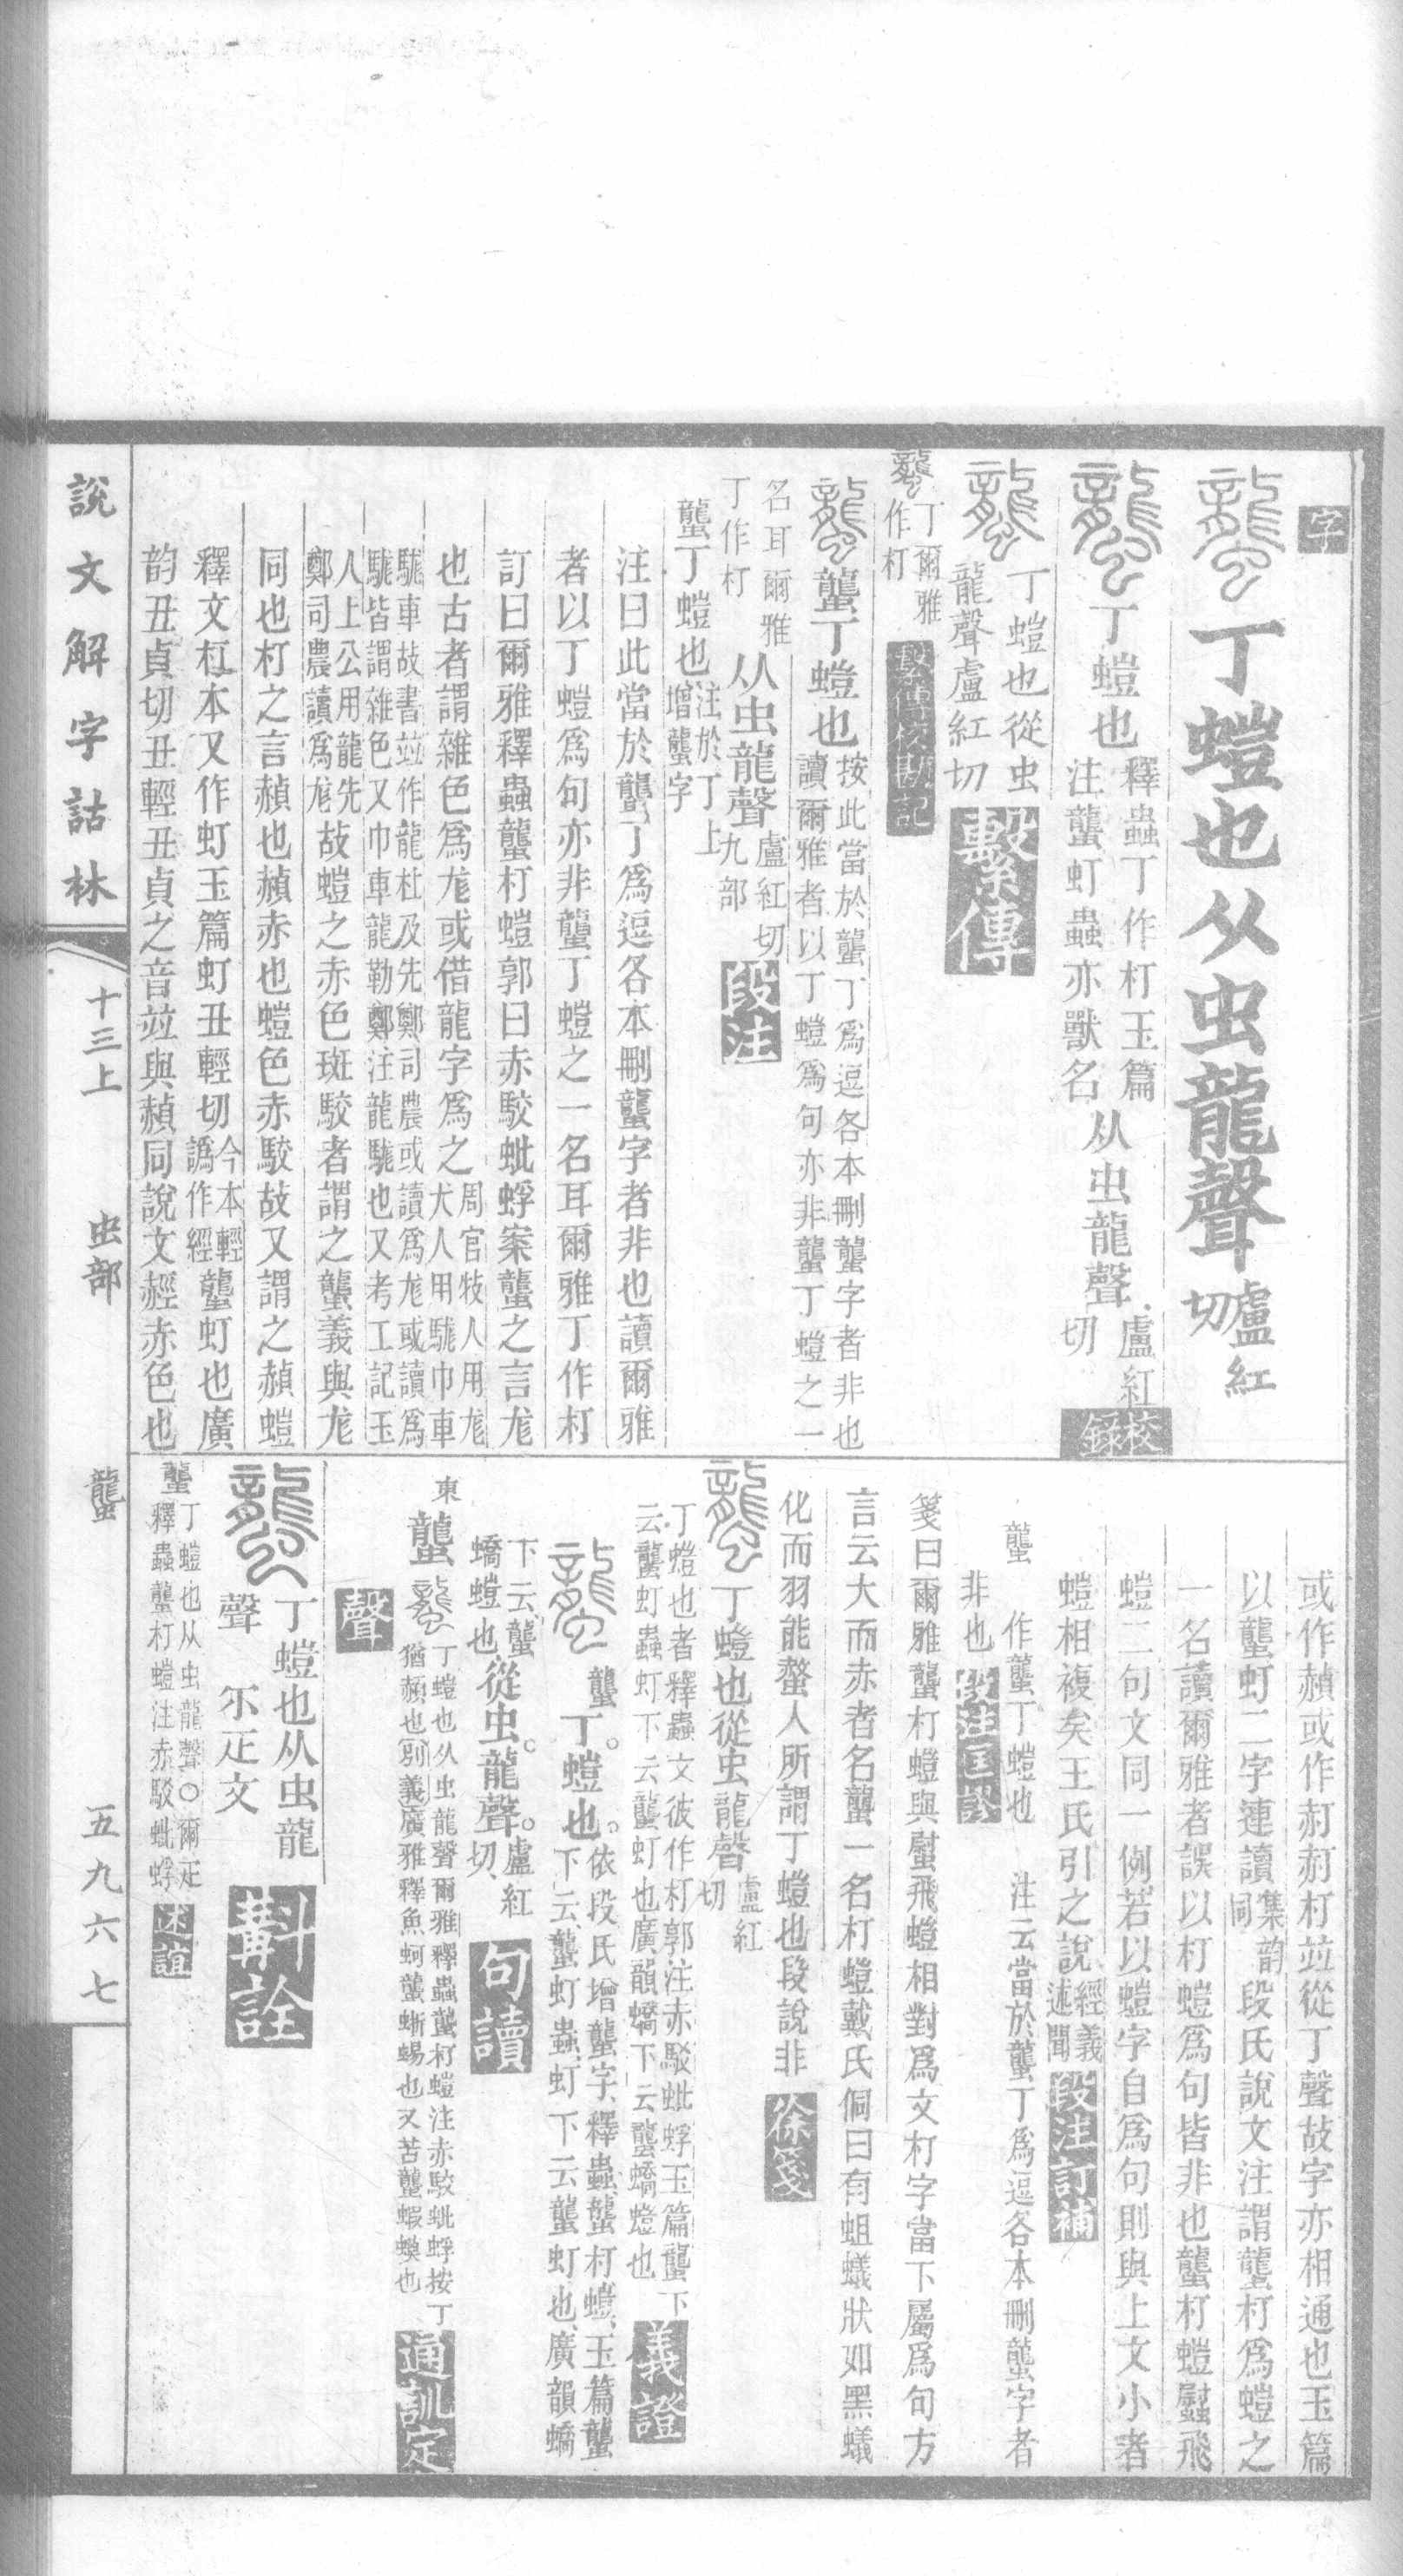 字
丁螘也从虫龍聲盧紅切
丁螘也釋蟲丁作朾玉篇注蠪虰蟲亦獸名从虫龍聲盧紅切校錄
丁螘也從虫龍聲盧紅切繫傳
丁爾雅作朾繫傳校勘記
蠪丁螘也按此當於蠪丁爲逗各本刪蠪字者非也讀爾雅者以丁螘爲句亦非蠪丁螘之一
名耳爾雅丁作朾从虫龍聲盧紅切九部段注
蠪丁螘也注於丁上增蠪字
注曰此當於蠪丁爲逗各本刪蠪字者非也讀爾雅
者以丁螘爲句亦非蠪丁螘之一名耳爾雅丁作朾
訂曰爾雅釋蟲蠪朾螘郭曰赤駮蚍蜉案蠪之言尨
也古者謂雜色爲尨或借龍字爲之周官牧人用尨犬人用駹巾車
駹車故書竝作龍杜及先鄭司農或讀爲尨或讀爲駹皆謂雜色又巾車龍勒鄭注龍駹也又考工記玉
人上公用龍先鄭司農讀爲尨故螘之赤色斑駮者謂之蠪義與尨
同也朾之言赬也赬赤也螘色赤駮故又謂之赬螘
釋文朾本又作虰玉篇虰丑輕切今本輕譌作經蠪虰也廣
韵丑貞切丑輕丑貞之音竝與赬同說文䞓赤色也
或作赬或作赾赾朾竝從丁聲故字亦相通也玉篇
以蠪虰二字連讀集韵同段氏說文注謂蠪朾爲螘之
一名讀爾雅者誤以朾螘爲句皆非也蠪朾螘䘖飛
螘二句文同一例若以螘字自爲句則與上文小者
螘相複矣王氏引之說經義述聞段注訂補
蠪作蠪丁螘也注云當於蠪丁爲逗各本刪蠪字者
非也段注匡謬
箋曰爾雅蠪朾螘與䘖飛螘相對爲文朾字當下屬爲句方
言云大而赤者名蠪一名朾螘戴氏侗曰有蛆蟻狀如黑蟻
化而羽能螫人所謂丁螘也段說非徐箋
丁螘也從虫龍聲盧紅切
丁螘也者釋蟲文彼作朾郭注赤駁蚍蜉玉篇蠪下云蠪虰蟲虰下云蠪虰也廣韻蟜下云蠪蟜螘也義證
蠪丁螘也依段氏增蠪字釋蟲蠪朾螘玉篇蠪下云蠪虰蟲虰下云蠪虰也廣韻蟜
下云蠪蟜螘也從虫龍聲盧紅切句讀
東
蠪丁螘也从虫龍聲爾雅釋蟲蠪朾螘注赤駮蚍蜉按丁猶赬也別義廣雅釋魚蚵蠪蜥蜴也又苦蠪蝦蟆也通訓定
聲
丁螘也从虫龍聲 尒疋文斠詮
蠪丁螘也从虫龍聲○爾疋釋蟲蠪朾螘注赤駁蚍蜉述誼
說文解字詁林
十三上 虫部 蠪 五九六七